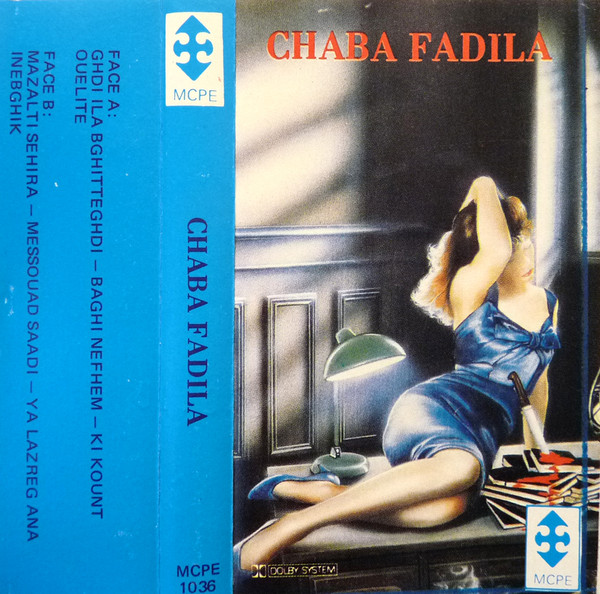 FACE A:
GHDI ILA BGHITTEGHDI – BAGHI NEFHEM – KI KOUNT
OUELITE
FACE B:
MAZALTI SEHIRA – MESSOUAD SAADI – YA LAZREG ANA
INEBGHIK
MCPE
CHABA FADILA
MCPE
1036
CHABA FADILA
DOLBY SYSTEM
MCPE